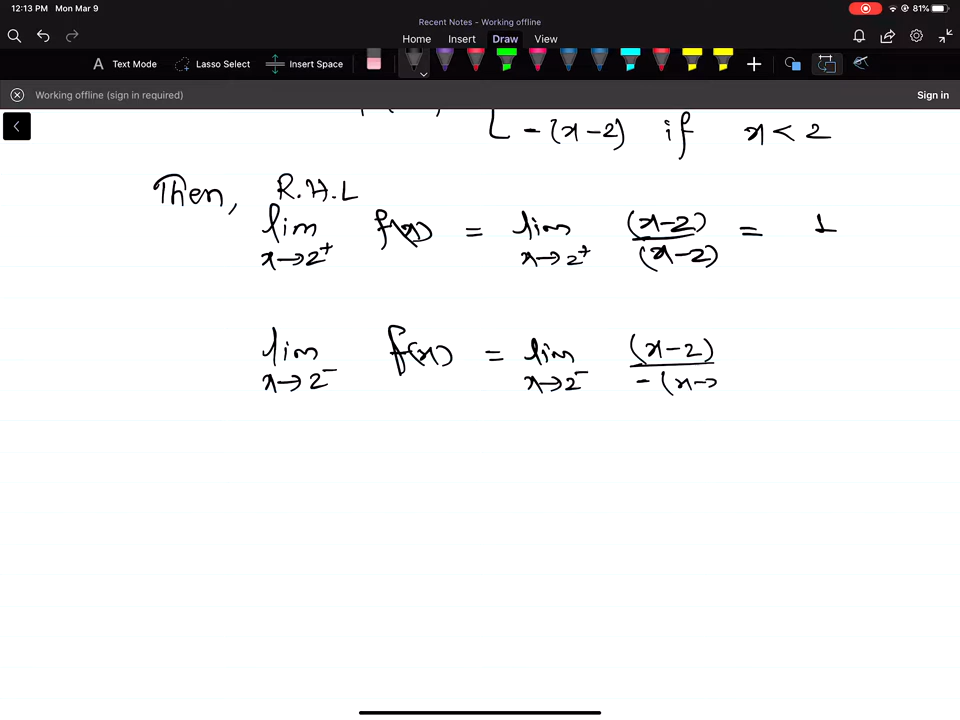 12:13 PM Mon Mar 9
81%
Recent Notes - Working offline
Home Insert Draw View
Text Mode Lasso Select Insert Space
Working offline (sign in required) Sign in
-(x-2) if x < 2
Then, R.H.L
lim x→2⁺ f(x) = lim x→2⁺ (x-2)/(x-2) = 1
lim x→2⁻ f(x) = lim x→2⁻ (x-2)/-(x-